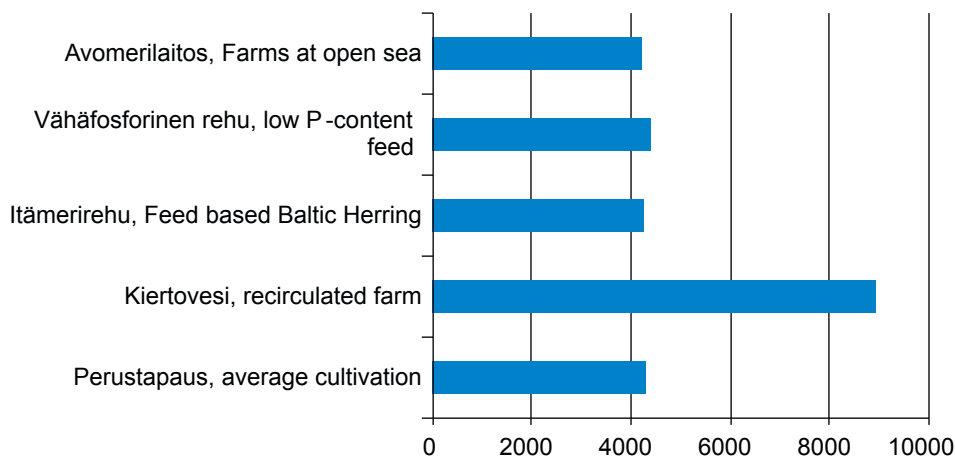 Avomerilaitos, Farms at open sea
Vähäfosforinen rehu, low P-content
feed
Itämerirehu, Feed based Baltic Herring
Kiertovesi, recirculated farm
Perustapaus, average cultivation
0 2000 4000 6000 8000 10000